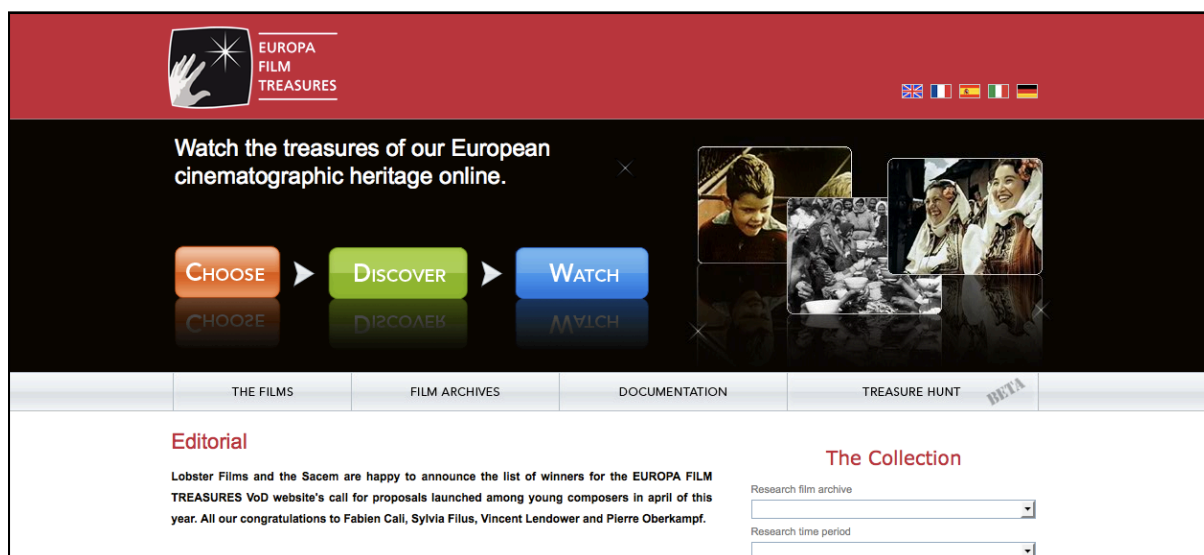 EUROPA
FILM
TREASURES
Watch the treasures of our European
cinematographic heritage online.
CHOOSE
DISCOVER
WATCH
THE FILMS
FILM ARCHIVES
DOCUMENTATION
TREASURE HUNT
BETA
Editorial
Lobster Films and the Sacem are happy to announce the list of winners for the EUROPA FILM
TREASURES VoD website's call for proposals launched among young composers in april of this
year. All our congratulations to Fabien Cali, Sylvia Filus, Vincent Lendower and Pierre Oberkampf.
The Collection
Research film archive
Research time period